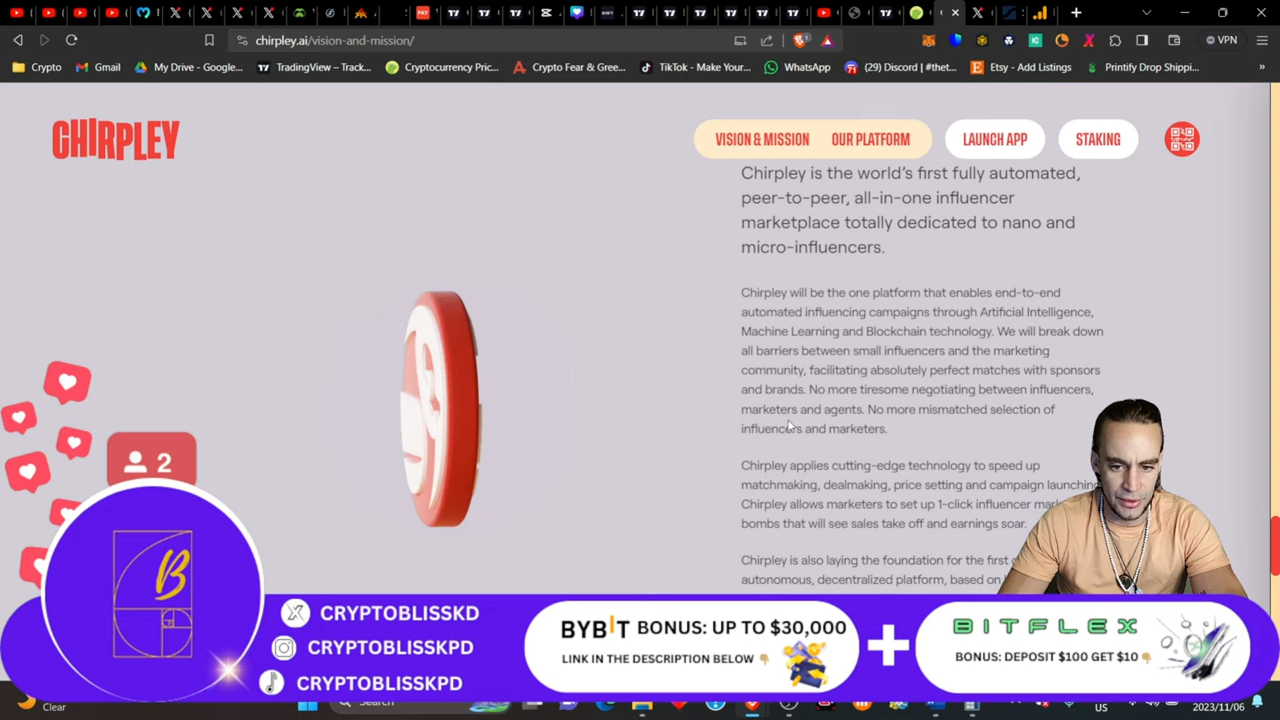 chirpley.ai/vision-and-mission/
VPN
Crypto
Gmail
My Drive - Google...
TradingView – Track...
Cryptocurrency Pric...
Crypto Fear & Gree...
TikTok - Make Your...
WhatsApp
(29) Discord | #thet...
Etsy - Add Listings
Printify Drop Shippi...
CHIRPLEY
VISION & MISSION
OUR PLATFORM
LAUNCH APP
STAKING
Chirpley is the world's first fully automated,
peer-to-peer, all-in-one influencer
marketplace totally dedicated to nano and
micro-influencers.
Chirpley will be the one platform that enables end-to-end
automated influencing campaigns through Artificial Intelligence,
Machine Learning and Blockchain technology. We will break down
all barriers between small influencers and the marketing
community, facilitating absolutely perfect matches with sponsors
and brands. No more tiresome negotiating between influencers,
marketers and agents. No more mismatched selection of
influencers and marketers.
Chirpley applies cutting-edge technology to speed up
matchmaking, dealmaking, price setting and campaign launching
Chirpley allows marketers to set up 1-click influencer
bombs that will see sales take off and earnings soar.
Chirpley is also laying the foundation for the first
autonomous, decentralized platform, based on
2
B
CRYPTOBLISSKD
CRYPTOBLISSKPD
CRYPTOBLISSKPD
BYBIT BONUS: UP TO $30,000
LINK IN THE DESCRIPTION BELOW
BITFLEX
BONUS: DEPOSIT $100 GET $10
Clear
Search
US
2023/11/06